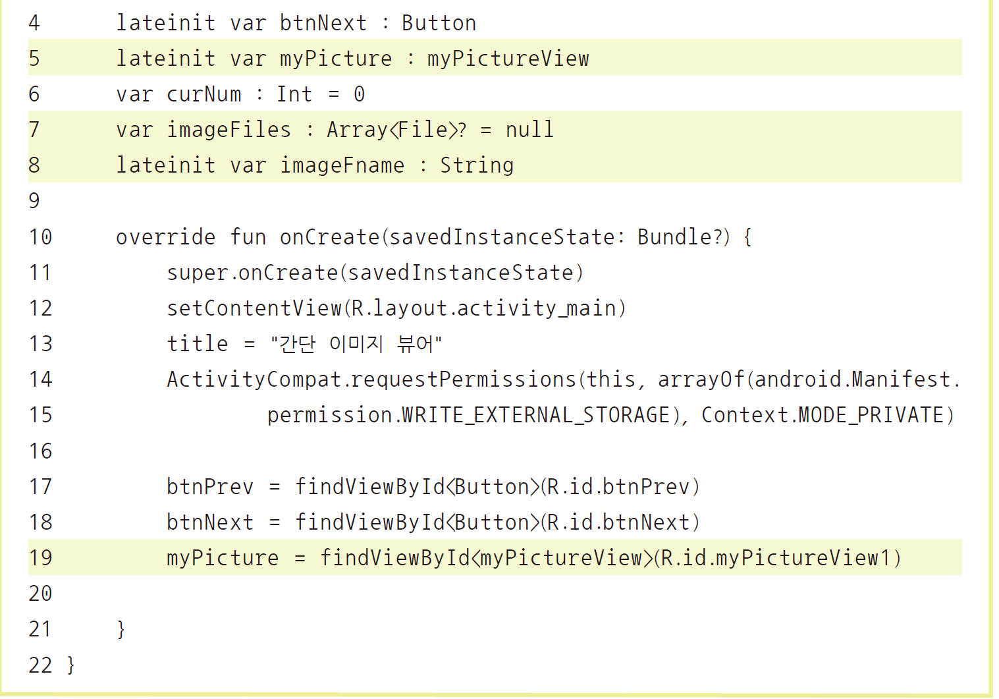 4 lateinit var btnNext : Button
5 lateinit var myPicture : myPictureView
6 var curNum : Int = 0
7 var imageFiles : Array<File>? = null
8 lateinit var imageFname : String
9
10 override fun onCreate(savedInstanceState: Bundle?) {
11 super.onCreate(savedInstanceState)
12 setContentView(R.layout.activity_main)
13 title = "간단 이미지 뷰어"
14 ActivityCompat.requestPermissions(this, arrayOf(android.Manifest.
15 permission.WRITE_EXTERNAL_STORAGE), Context.MODE_PRIVATE)
16
17 btnPrev = findViewById<Button>(R.id.btnPrev)
18 btnNext = findViewById<Button>(R.id.btnNext)
19 myPicture = findViewById<myPictureView>(R.id.myPictureView1)
20
21 }
22 }